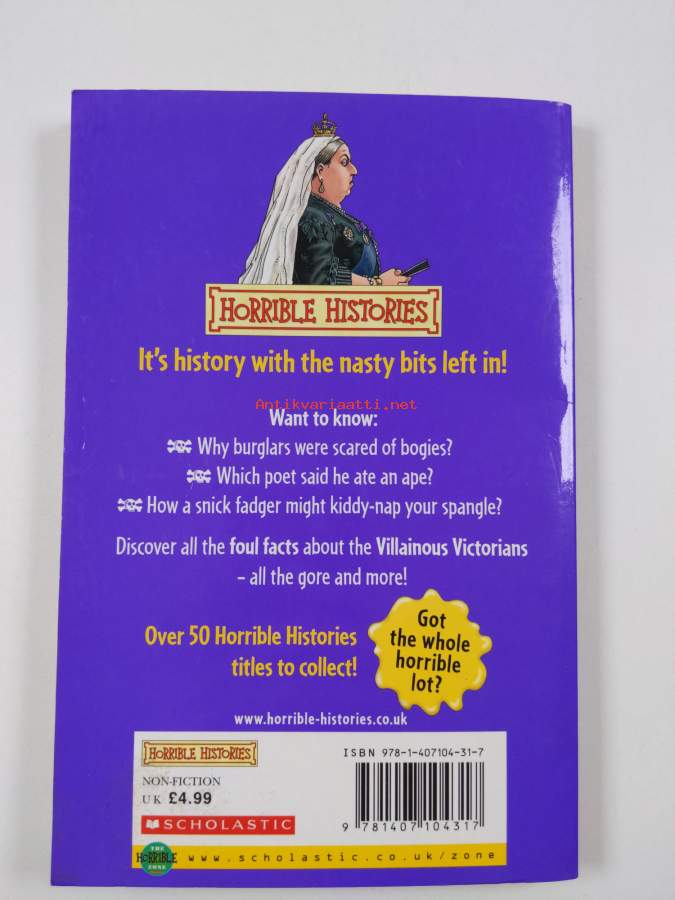 HORRIBLE HISTORIES
It's history with the nasty bits left in!
Antikvariaatti.net
Want to know:
Why burglars were scared of bogies?
Which poet said he ate an ape?
How a snick fadger might kiddy-nap your spangle?
Discover all the foul facts about the Villainous Victorians
– all the gore and more!
Over 50 Horrible Histories
titles to collect!
Got
the whole
horrible
lot?
www.horrible-histories.co.uk
HORRIBLE HISTORIES
NON-FICTION
UK £4.99
SCHOLASTIC
ISBN 978-1-407104-31-7
9 781407 104317
THE
HORRIBLE
ZONE
www.scholastic.co.uk/zone